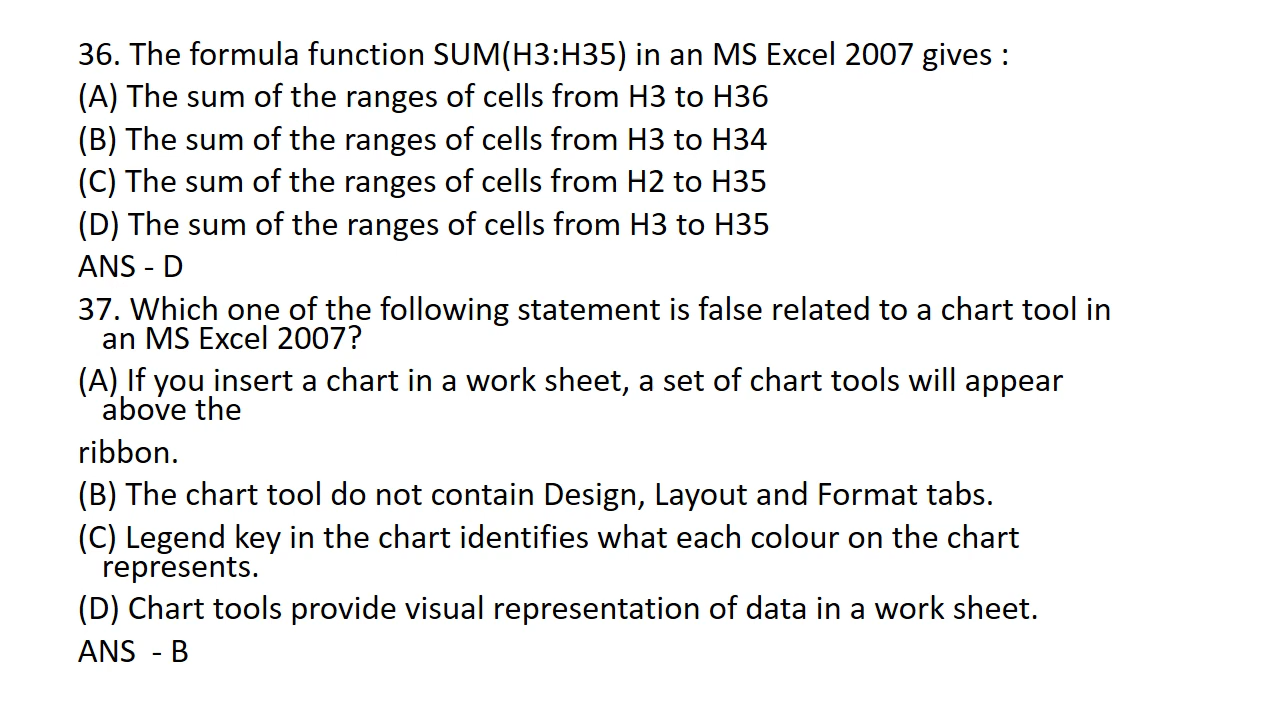 36. The formula function SUM(H3:H35) in an MS Excel 2007 gives :
(A) The sum of the ranges of cells from H3 to H36
(B) The sum of the ranges of cells from H3 to H34
(C) The sum of the ranges of cells from H2 to H35
(D) The sum of the ranges of cells from H3 to H35
ANS - D
37. Which one of the following statement is false related to a chart tool in
an MS Excel 2007?
(A) If you insert a chart in a work sheet, a set of chart tools will appear
above the
ribbon.
(B) The chart tool do not contain Design, Layout and Format tabs.
(C) Legend key in the chart identifies what each colour on the chart
represents.
(D) Chart tools provide visual representation of data in a work sheet.
ANS  - B